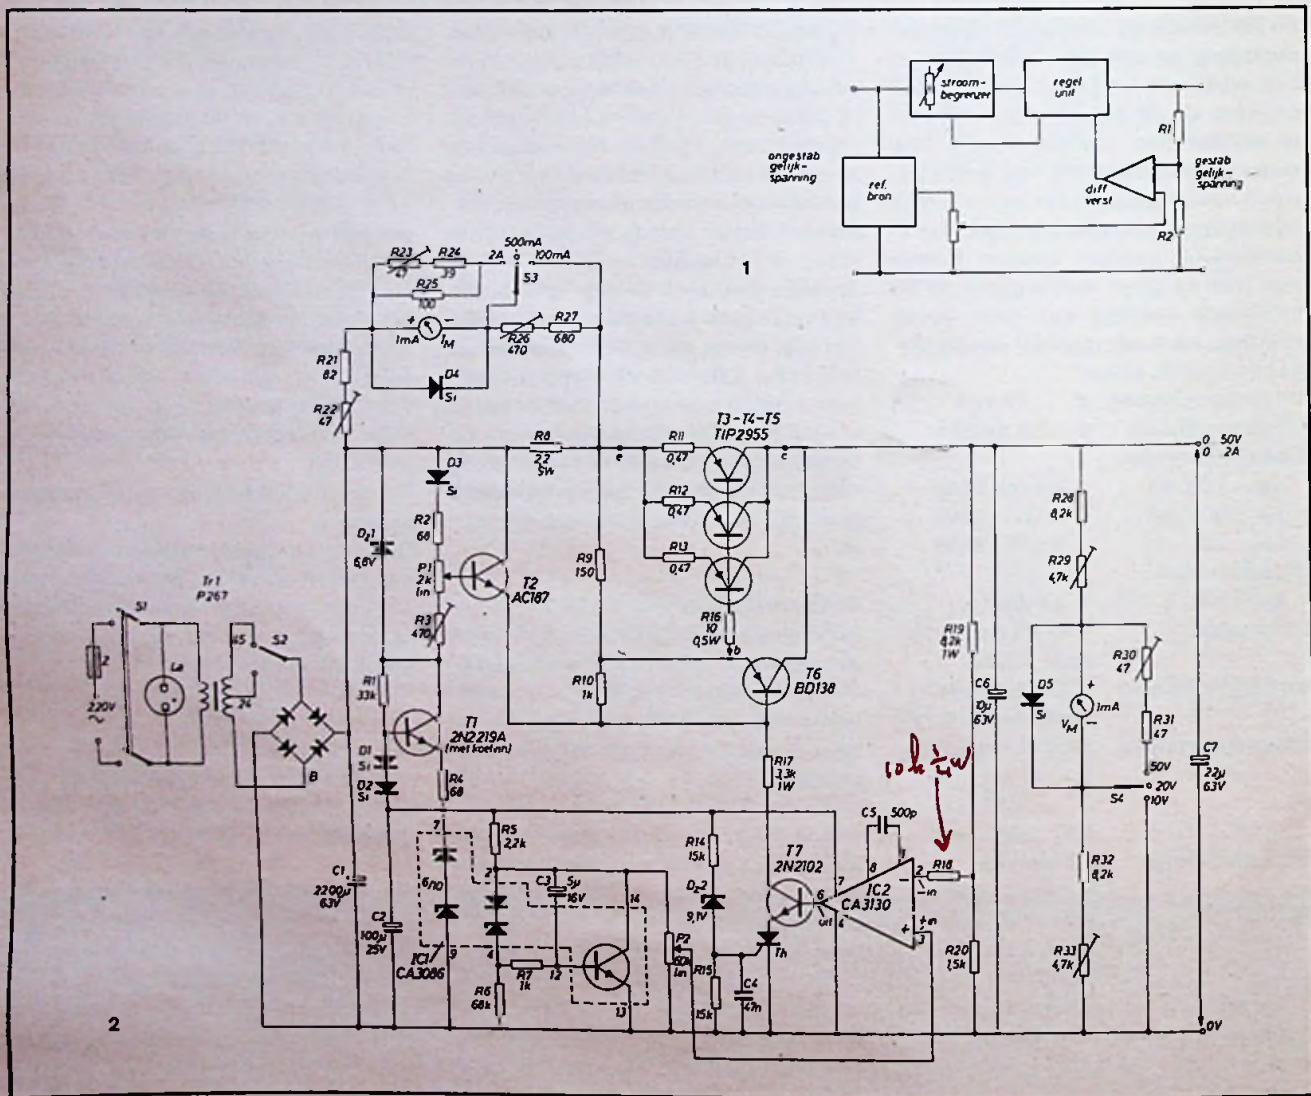 stroom-
begrenzer
regel
unit
R1
ongestab
gelijk-
spanning
ref.
bron
diff
verst
gestab
gelijk-
spanning
R2
1
R23
47
R24
39
2A
500mA
100mA
S3
R25
100
+
-
1mA
IM
R26
470
R27
680
R21
82
D4
Si
R22
47
T3-T4-T5
TIP2955
R8
2,2
5W
e
R11
0,47
c
0 50V
0 2A
D3
Si
R12
0,47
R28
8,2k
Dz1
6,8V
R2
68
R13
0,47
R29
4,7k
P1
2k
lin
R9
150
T2
AC187
Tr1
P267
R3
470
R16
10
0,5W
b
R19
8,2k
1W
S1
45
S2
2
La
220V
~
24
B
R1
33k
R10
1k
T6
BD138
C6
10µ
63V
D5
Si
+
VM
-
1mA
R30
47
T1
2N2219A
(met koelvin)
R31
47
C7
22µ
63V
D1
Si
D2
Si
R4
68
R17
3,3k
1W
10k ¼W
50V
20V
10V
S4
C5
500p
R5
2,2k
R14
15k
T7
2N2102
8
1
R18
7
2
C3
5µ
16V
14
6
7
4
IC2
CA3130
2
-in
+in
3
R32
8,2k
C1
2200µ
63V
C2
100µ
25V
Dz2
9,1V
uit
P2
lin
9
4
IC1
CA3086
R7
1k
12
Th
R20
1,5k
R33
4,7k
R6
68k
13
R15
15k
C4
47n
2
0V